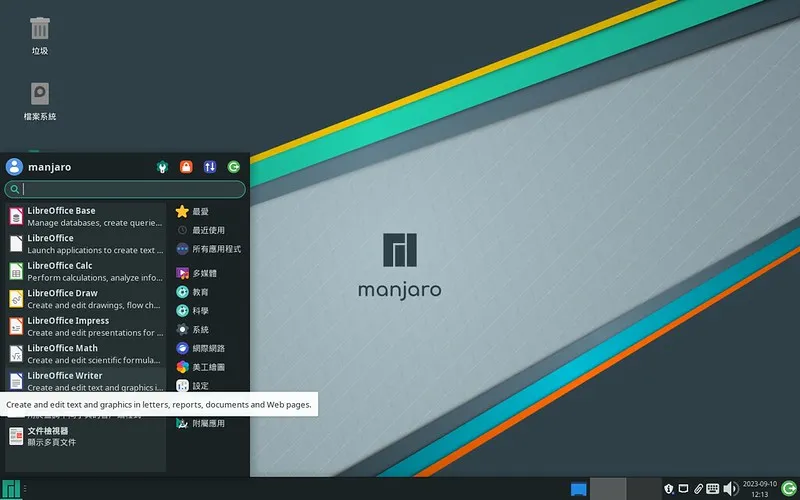 垃圾
檔案系統
manjaro
LibreOffice Base
Manage databases, create querie...
LibreOffice
Launch applications to create text ...
LibreOffice Calc
Perform calculations, analyze info...
LibreOffice Draw
Create and edit drawings, flow ch...
LibreOffice Impress
Create and edit presentations for ...
LibreOffice Math
Create and edit scientific formula...
LibreOffice Writer
Create and edit text and graphics i...
Create and edit text and graphics in letters, reports, documents and Web pages.
文件檢視器
顯示多頁文件
最愛
最近使用
所有應用程式
多媒體
教育
科學
系統
網際網路
美工繪圖
設定
附屬應用
manjaro
2023-09-10
12:13